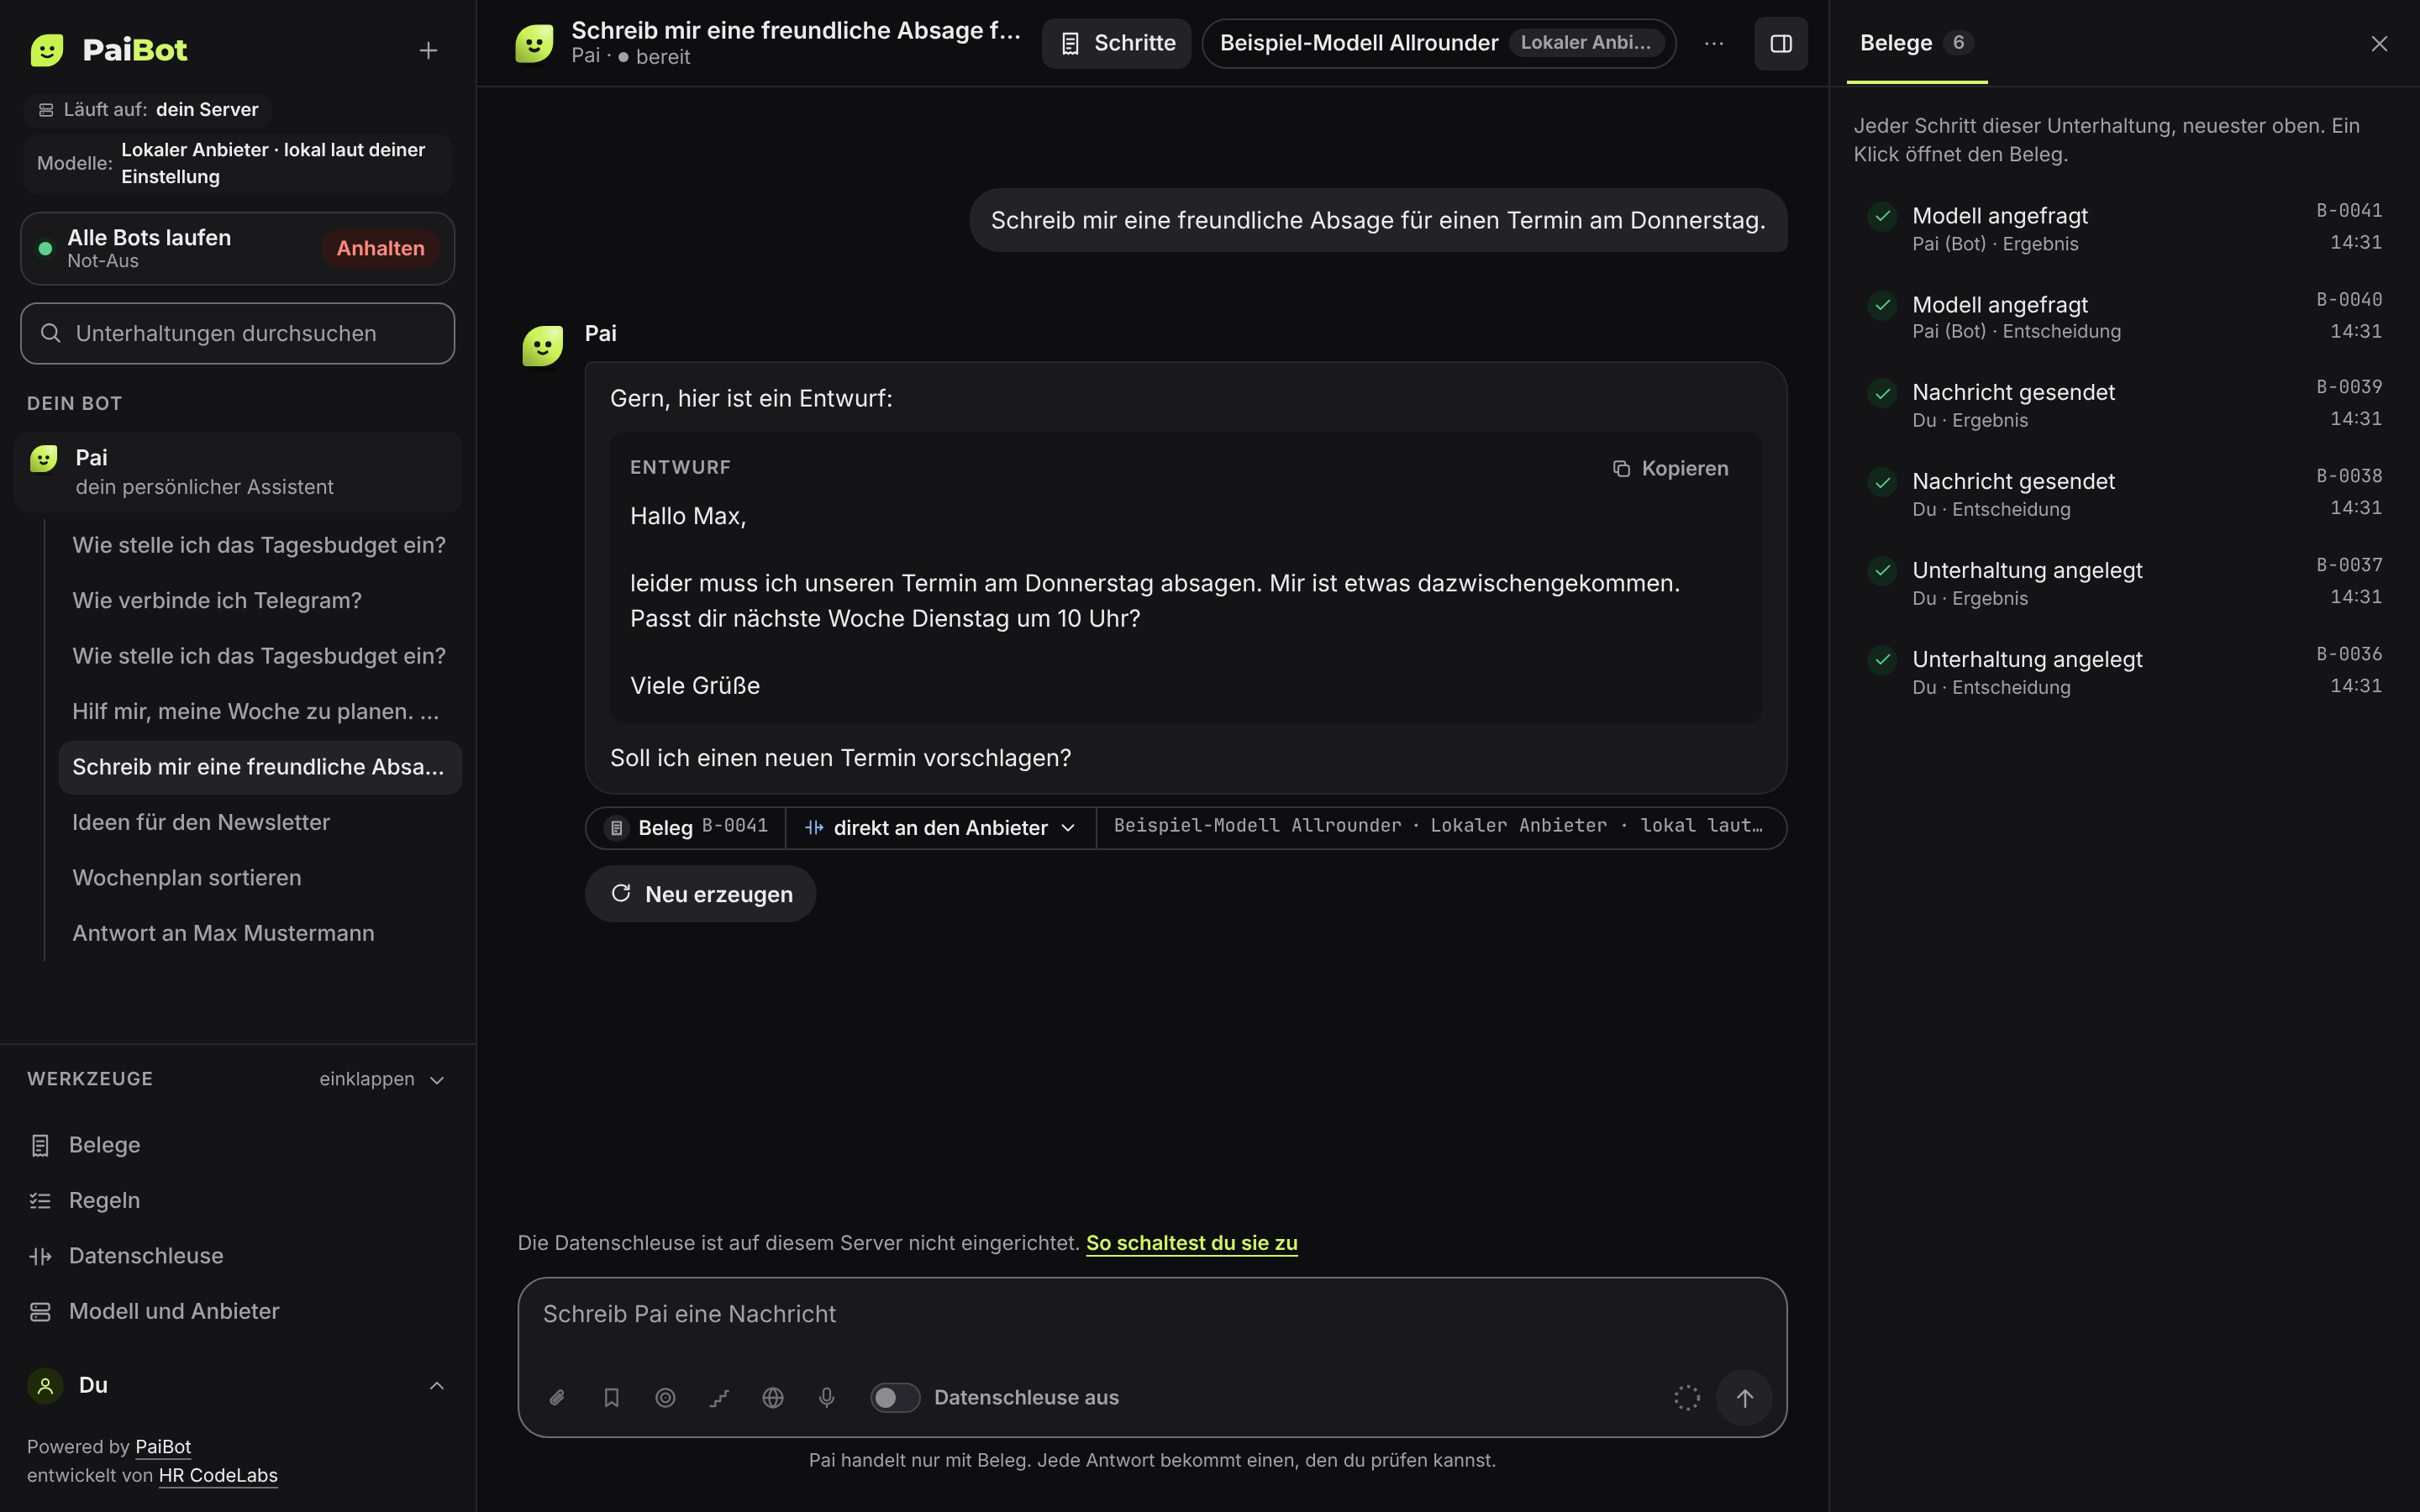 PaiBot
Läuft auf: dein Server
Modelle: Lokaler Anbieter · lokal laut deiner
Einstellung
Alle Bots laufen
Not-Aus
Anhalten
Unterhaltungen durchsuchen
DEIN BOT
Pai
dein persönlicher Assistent
Wie stelle ich das Tagesbudget ein?
Wie verbinde ich Telegram?
Wie stelle ich das Tagesbudget ein?
Hilf mir, meine Woche zu planen. ...
Schreib mir eine freundliche Absa...
Ideen für den Newsletter
Wochenplan sortieren
Antwort an Max Mustermann
WERKZEUGE
einklappen
Belege
Regeln
Datenschleuse
Modell und Anbieter
Du
Powered by PaiBot
entwickelt von HR CodeLabs
Schreib mir eine freundliche Absage f...
Pai · bereit
Schritte
Beispiel-Modell Allrounder Lokaler Anbi...
Schreib mir eine freundliche Absage für einen Termin am Donnerstag.
Pai
Gern, hier ist ein Entwurf:
ENTWURF
Kopieren
Hallo Max,
leider muss ich unseren Termin am Donnerstag absagen. Mir ist etwas dazwischengekommen.
Passt dir nächste Woche Dienstag um 10 Uhr?
Viele Grüße
Soll ich einen neuen Termin vorschlagen?
Beleg B-0041
direkt an den Anbieter
Beispiel-Modell Allrounder · Lokaler Anbieter · lokal laut…
Neu erzeugen
Die Datenschleuse ist auf diesem Server nicht eingerichtet. So schaltest du sie zu
Schreib Pai eine Nachricht
Datenschleuse aus
Pai handelt nur mit Beleg. Jede Antwort bekommt einen, den du prüfen kannst.
Belege 6
Jeder Schritt dieser Unterhaltung, neuester oben. Ein
Klick öffnet den Beleg.
Modell angefragt B-0041
Pai (Bot) · Ergebnis 14:31
Modell angefragt B-0040
Pai (Bot) · Entscheidung 14:31
Nachricht gesendet B-0039
Du · Ergebnis 14:31
Nachricht gesendet B-0038
Du · Entscheidung 14:31
Unterhaltung angelegt B-0037
Du · Ergebnis 14:31
Unterhaltung angelegt B-0036
Du · Entscheidung 14:31